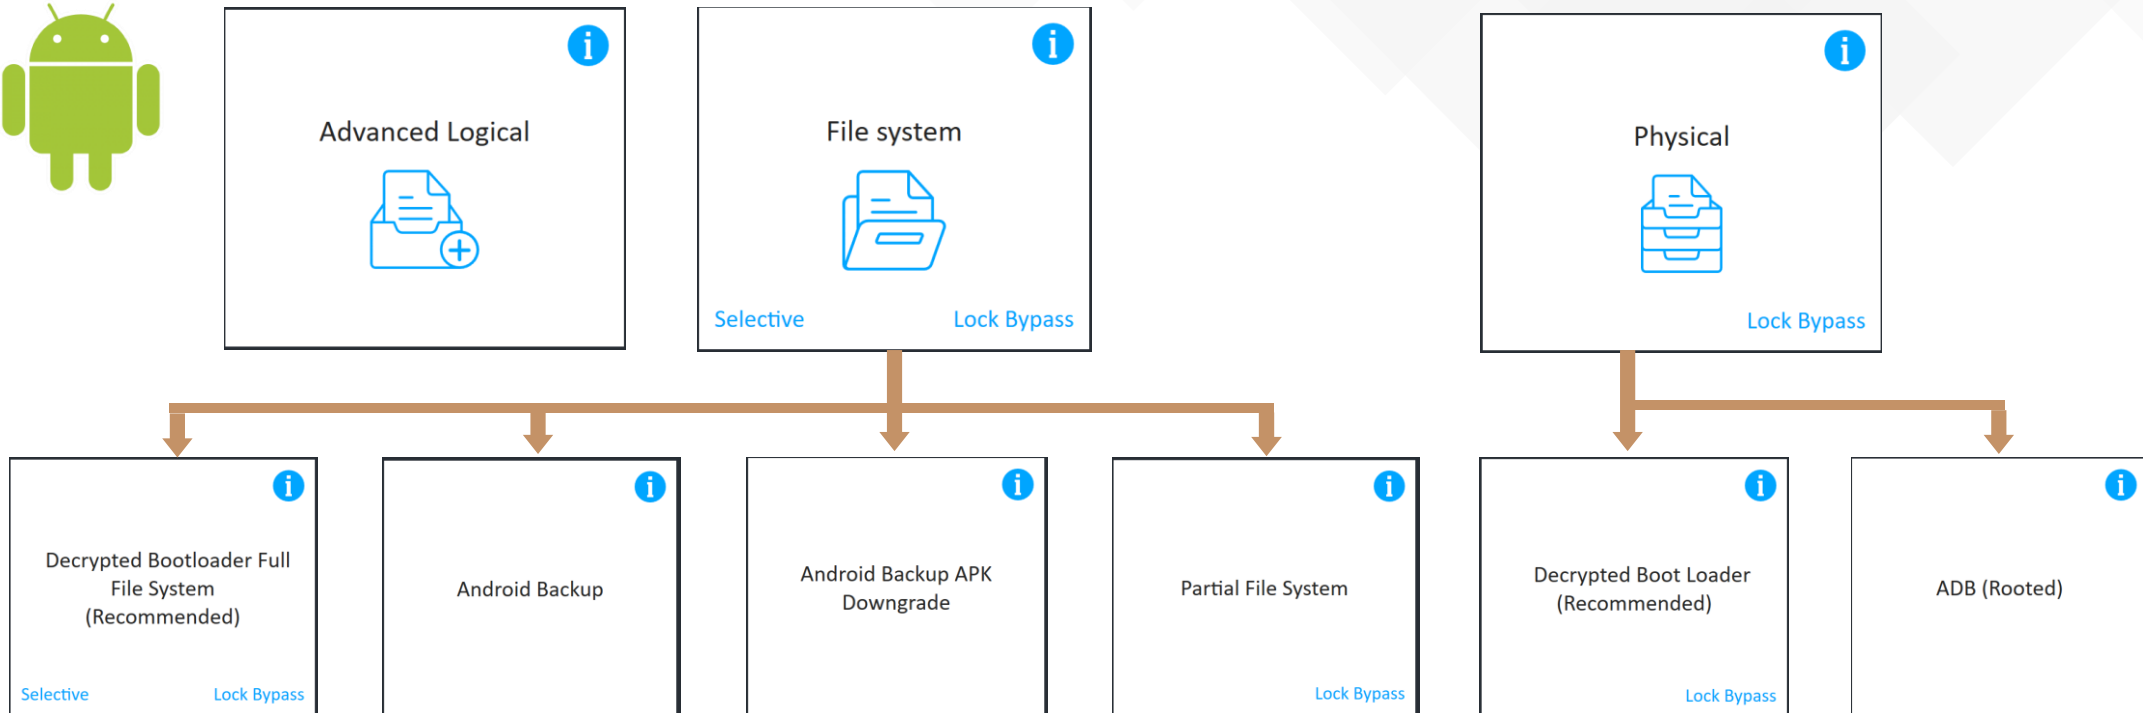 Advanced Logical
File system
Selective
Lock Bypass
Physical
Lock Bypass
Decrypted Bootloader Full
File System
(Recommended)
Selective
Lock Bypass
Android Backup
Android Backup APK
Downgrade
Partial File System
Lock Bypass
Decrypted Boot Loader
(Recommended)
Lock Bypass
ADB (Rooted)